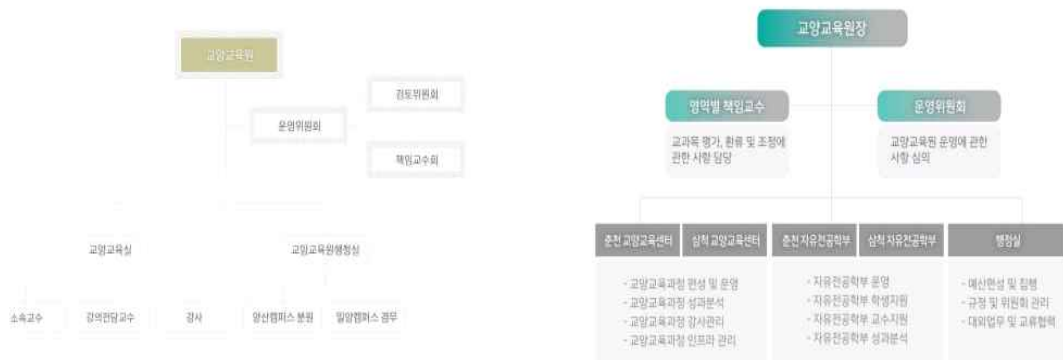 교양교육원
검토위원회
운영위원회
책임교수회
교양교육실
교양교육원행정실
소속교수
강의전담교수
강사
양산캠퍼스 분원
밀양캠퍼스 겸무
교양교육원장
영역별 책임교수
운영위원회
교과목 평가, 환류 및 조정에
관한 사항 담당
교양교육원 운영에 관한
사항 심의
춘천 교양교육센터
삼척 교양교육센터
춘천 자유전공학부
삼척 자유전공학부
행정실
- 교양교육과정 편성 및 운영
- 교양교육과정 성과분석
- 교양교육과정 강사관리
- 교양교육과정 인프라 관리
- 자유전공학부 운영
- 자유전공학부 학생지원
- 자유전공학부 교수지원
- 자유전공학부 성과분석
- 예산편성 및 집행
- 규정 및 위원회 관리
- 대외업무 및 교류협력